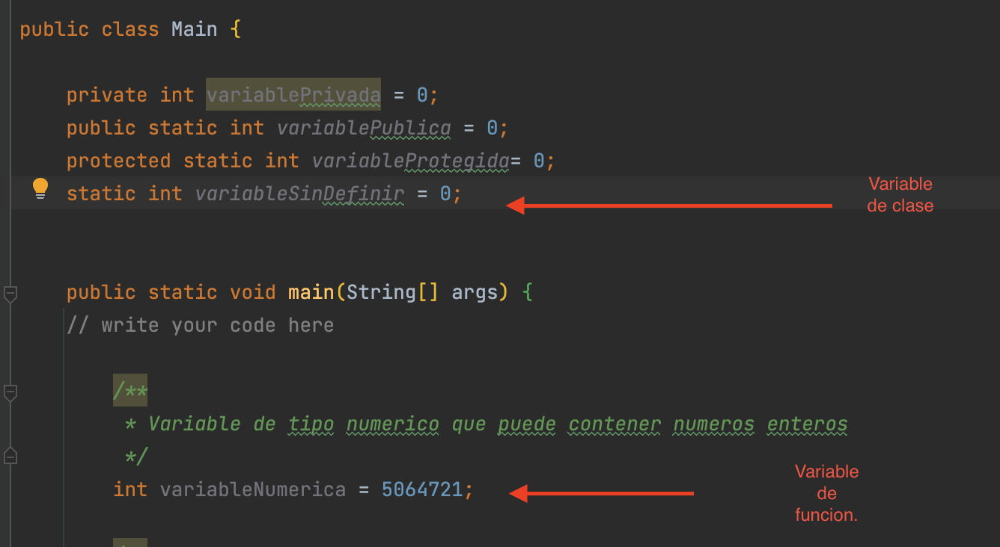 public class Main {
private int variablePrivada = 0;
public static int variablePublica = 0;
protected static int variableProtegida= 0;
static int variableSinDefinir = 0;
Variable
de clase
public static void main(String[] args) {
// write your code here
/**
* Variable de tipo numerico que puede contener numeros enteros
*/
int variableNumerica = 5064721;
Variable
de
funcion.